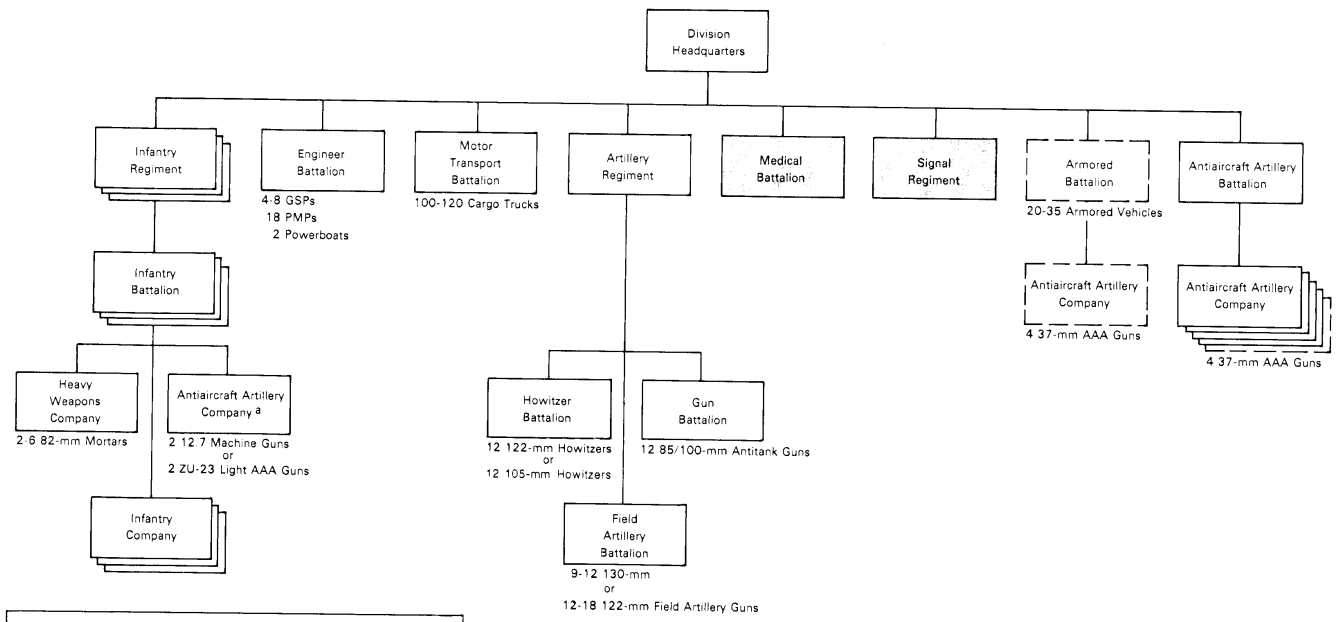 Division
Headquarters
Infantry
Regiment
Engineer
Battalion
4-8 GSPs
18 PMPs
2 Powerboats
Motor
Transport
Battalion
100-120 Cargo Trucks
Artillery
Regiment
Medical
Battalion
Signal
Regiment
Armored
Battalion
20-35 Armored Vehicles
Antiaircraft Artillery
Battalion
Infantry
Battalion
Antiaircraft Artillery
Company
4 37-mm AAA Guns
Antiaircraft Artillery
Company
4 37-mm AAA Guns
Heavy
Weapons
Company
2-6 82-mm Mortars
Antiaircraft Artillery
Company a
2 12.7 Machine Guns
or
2 ZU-23 Light AAA Guns
Howitzer
Battalion
12 122-mm Howitzers
or
12 105-mm Howitzers
Gun
Battalion
12 85/100-mm Antitank Guns
Infantry
Company
Field
Artillery
Battalion
9-12 130-mm
or
12-18 122-mm Field Artillery Guns